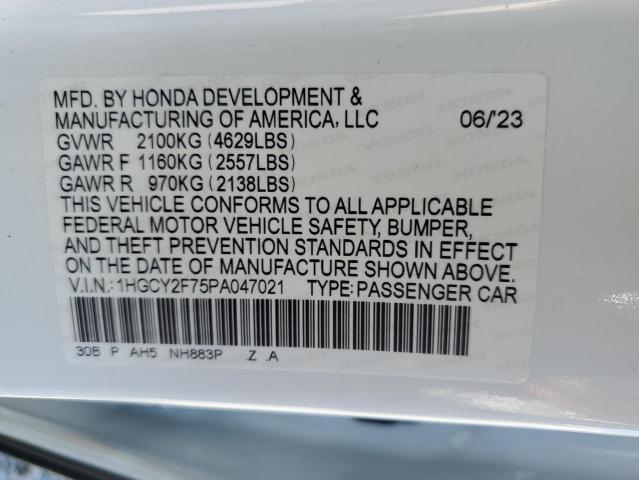 MFD. BY HONDA DEVELOPMENT &
MANUFACTURING OF AMERICA, LLC 06/'23
GVWR 2100KG (4629LBS)
GAWR F 1160KG (2557LBS)
GAWR R 970KG (2138LBS)
THIS VEHICLE CONFORMS TO ALL APPLICABLE
FEDERAL MOTOR VEHICLE SAFETY, BUMPER,
AND THEFT PREVENTION STANDARDS IN EFFECT
ON THE DATE OF MANUFACTURE SHOWN ABOVE.
V.I.N.:1HGCY2F75PA047021 TYPE:PASSENGER CAR
30B P AH5 NH883P .Z .A